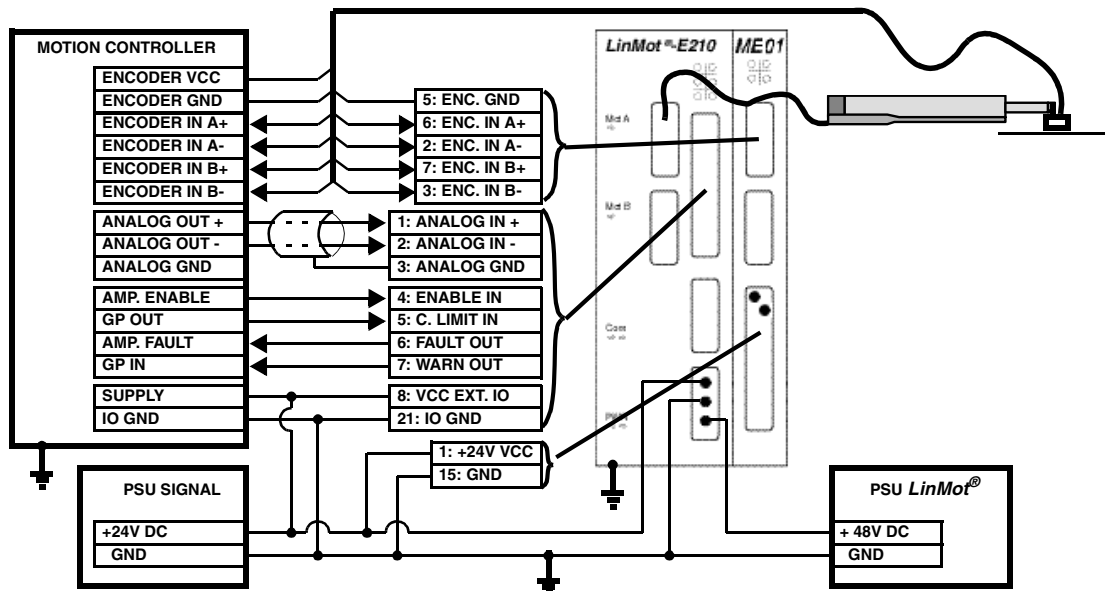 MOTION CONTROLLER
ENCODER VCC
ENCODER GND
ENCODER IN A+
ENCODER IN A-
ENCODER IN B+
ENCODER IN B-
ANALOG OUT +
ANALOG OUT -
ANALOG GND
AMP. ENABLE
GP OUT
AMP. FAULT
GP IN
SUPPLY
IO GND
5: ENC. GND
6: ENC. IN A+
2: ENC. IN A-
7: ENC. IN B+
3: ENC. IN B-
1: ANALOG IN +
2: ANALOG IN -
3: ANALOG GND
4: ENABLE IN
5: C. LIMIT IN
6: FAULT OUT
7: WARN OUT
8: VCC EXT. IO
21: IO GND
1: +24V VCC
15: GND
LinMot®-E210
ME01
Mot A
Mot B
Com
PSU SIGNAL
+24V DC
GND
PSU LinMot®
+ 48V DC
GND